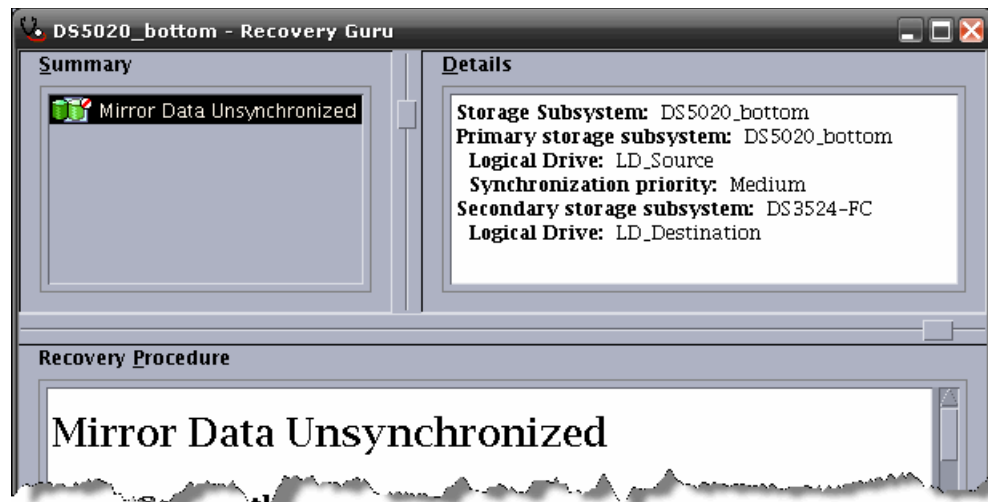 DS5020_bottom - Recovery Guru
Summary
Mirror Data Unsynchronized
Details
Storage Subsystem: DS5020_bottom
Primary storage subsystem: DS5020_bottom
Logical Drive: LD_Source
Synchronization priority: Medium
Secondary storage subsystem: DS3524-FC
Logical Drive: LD_Destination
Recovery Procedure
Mirror Data Unsynchronized